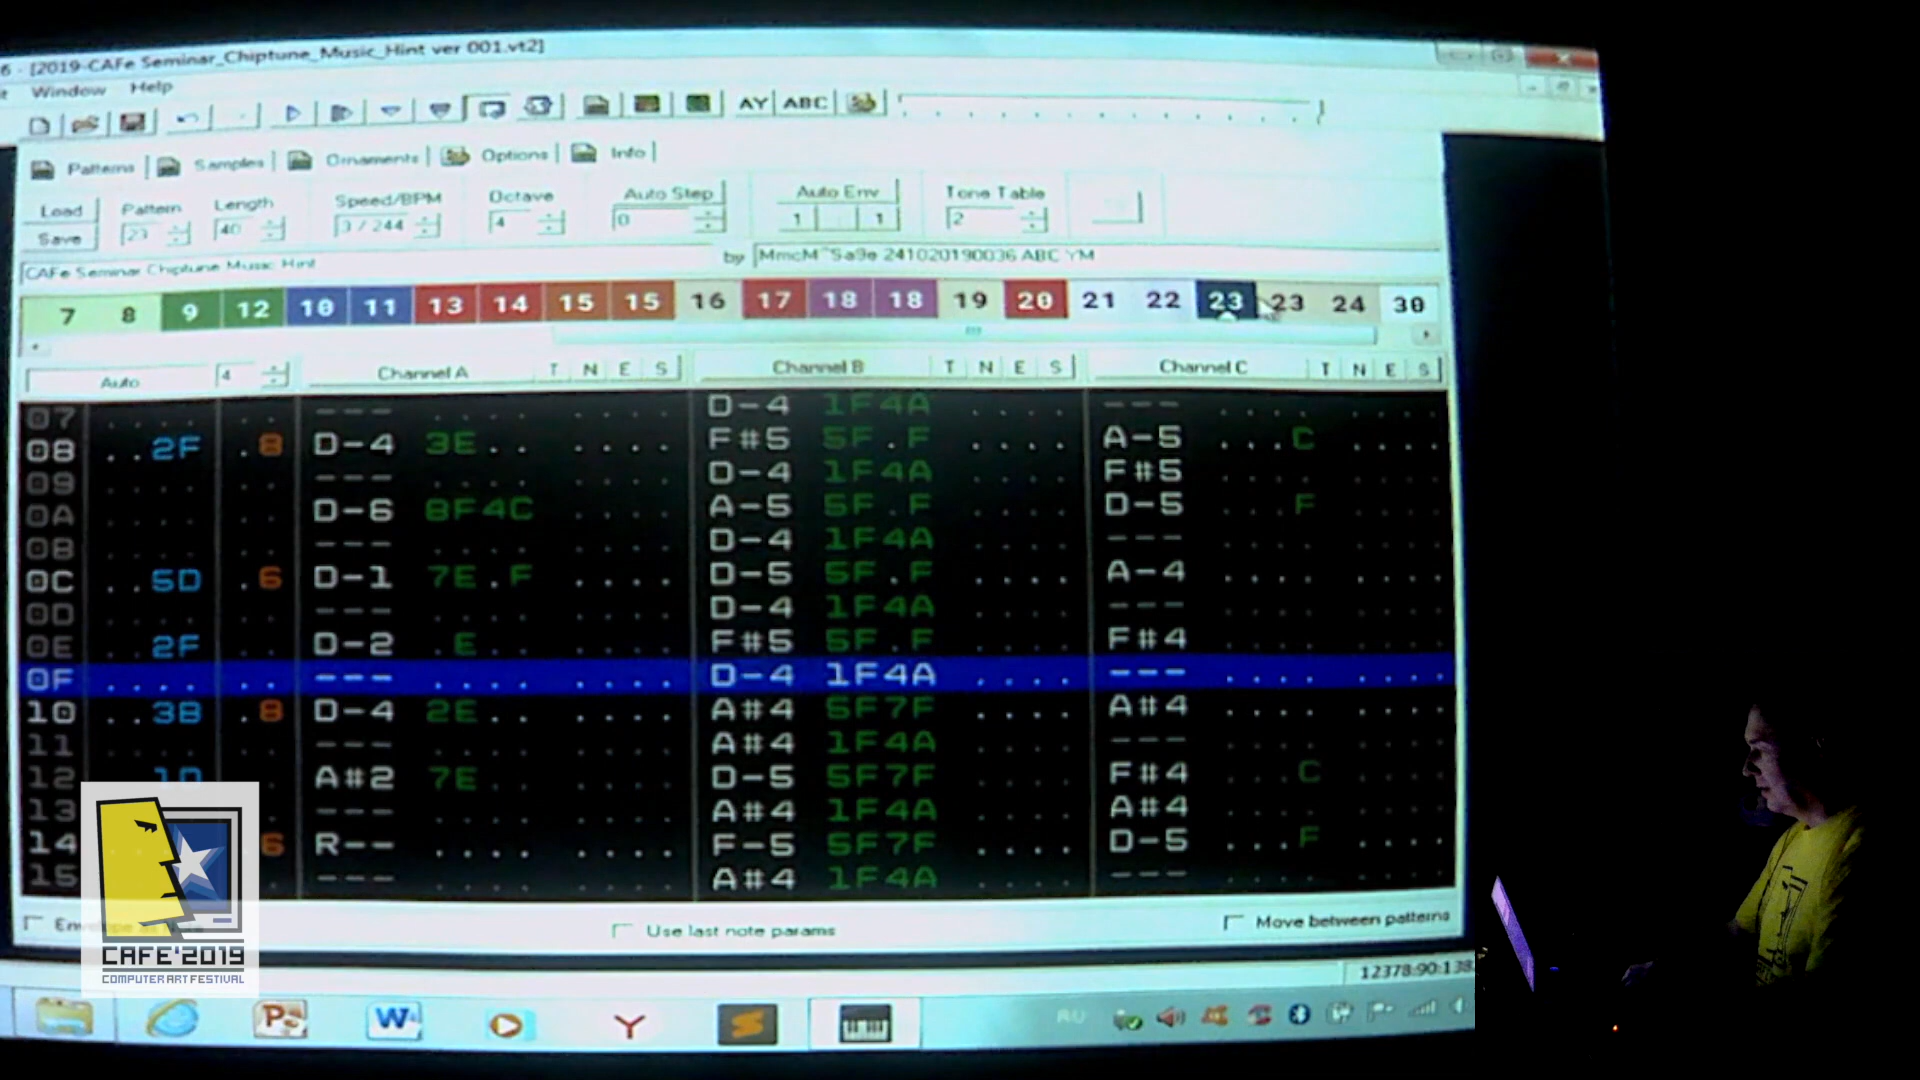 6 - [2019-CAFe Seminar_Chiptune_Music_Hint ver 001.vt2]
Window Help
AY ABC
Patterns Samples Ornaments Options Info
Load Pattern Length Speed/BPM Octave Auto Step Auto Env Tone Table
Save 23 40 3 / 244 4 0 1 1 2
CAFe Seminar Chiptune Music Hint by MmcM^Sa9e 241020190036 ABC YM
7 8 9 12 10 11 13 14 15 15 16 17 18 18 19 20 21 22 23 23 24 30
Auto 4 Channel A T N E S Channel B T N E S Channel C T N E S
07 .... .. --- .... .... D-4 1F4A .... --- .... ....
08 ..2F .8 D-4 3E.. .... F#5 5F.F .... A-5 ...C ....
09 .... .. --- .... .... D-4 1F4A .... F#5 .... ....
0A .... .. D-6 8F4C .... A-5 5F.F .... D-5 ...F ....
0B .... .. --- .... .... D-4 1F4A .... --- .... ....
0C ..5D .6 D-1 7E.F .... D-5 5F.F .... A-4 .... ....
0D .... .. --- .... .... D-4 1F4A .... --- .... ....
0E ..2F .. D-2 .E.. .... F#5 5F.F .... F#4 .... ....
0F .... .. --- .... .... D-4 1F4A .... --- .... ....
10 ..3B .8 D-4 2E.. .... A#4 5F7F .... A#4 .... ....
11 .... .. --- .... .... A#4 1F4A .... --- .... ....
12 1D .. A#2 7E.. .... D-5 5F7F .... F#4 ...C ....
13 . --- .... .... A#4 1F4A .... A#4 .... ....
14 6 R-- .... .... F-5 5F7F .... D-5 ...F ....
15 . --- .... .... A#4 1F4A .... --- .... ....
Use last note params Move between patterns
CAFE'2019
COMPUTER ART FESTIVAL
RU